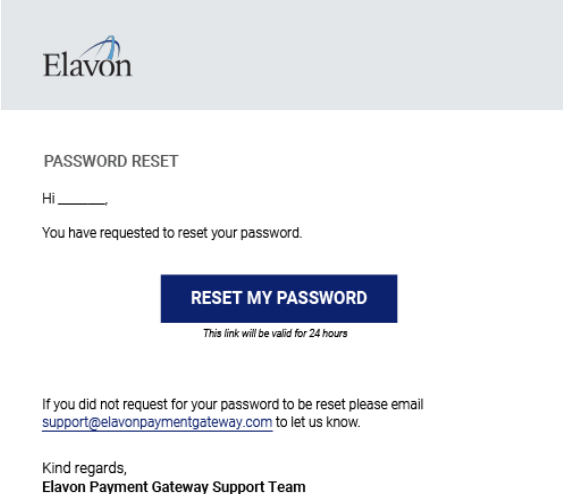 Elavon
PASSWORD RESET
Hi ______,
You have requested to reset your password.
RESET MY PASSWORD
This link will be valid for 24 hours
If you did not request for your password to be reset please email
support@elavonpaymentgateway.com to let us know.
Kind regards,
Elavon Payment Gateway Support Team